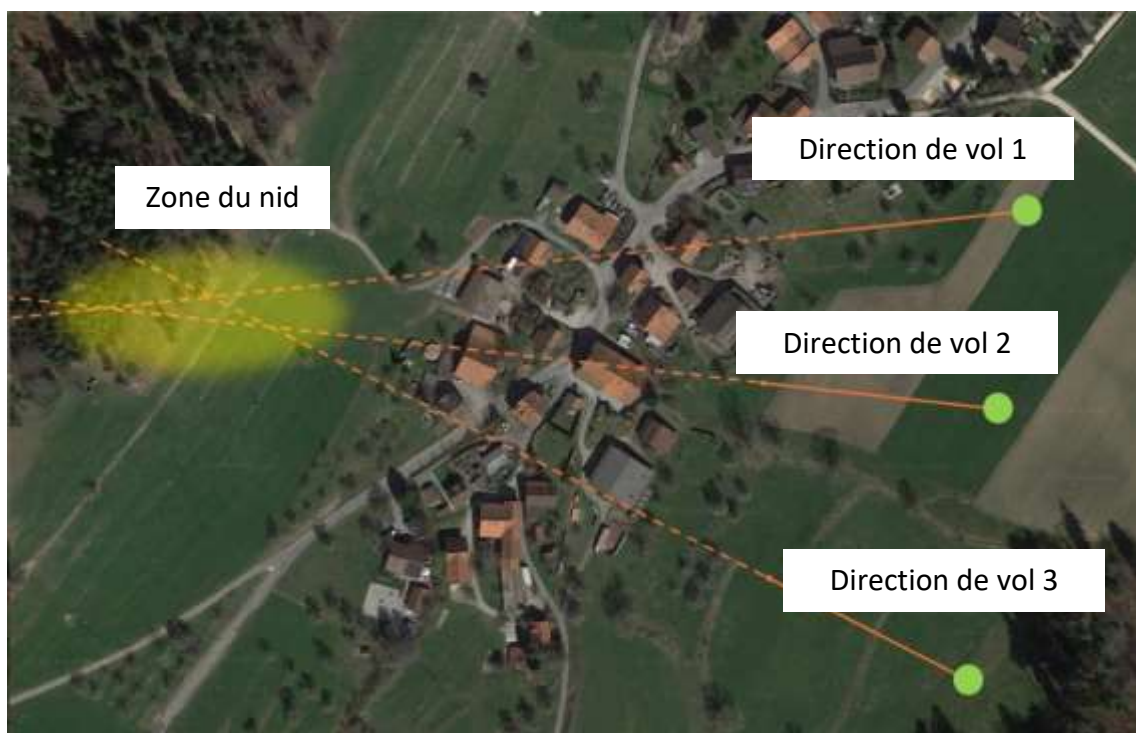 Direction de vol 1
Zone du nid
Direction de vol 2
Direction de vol 3